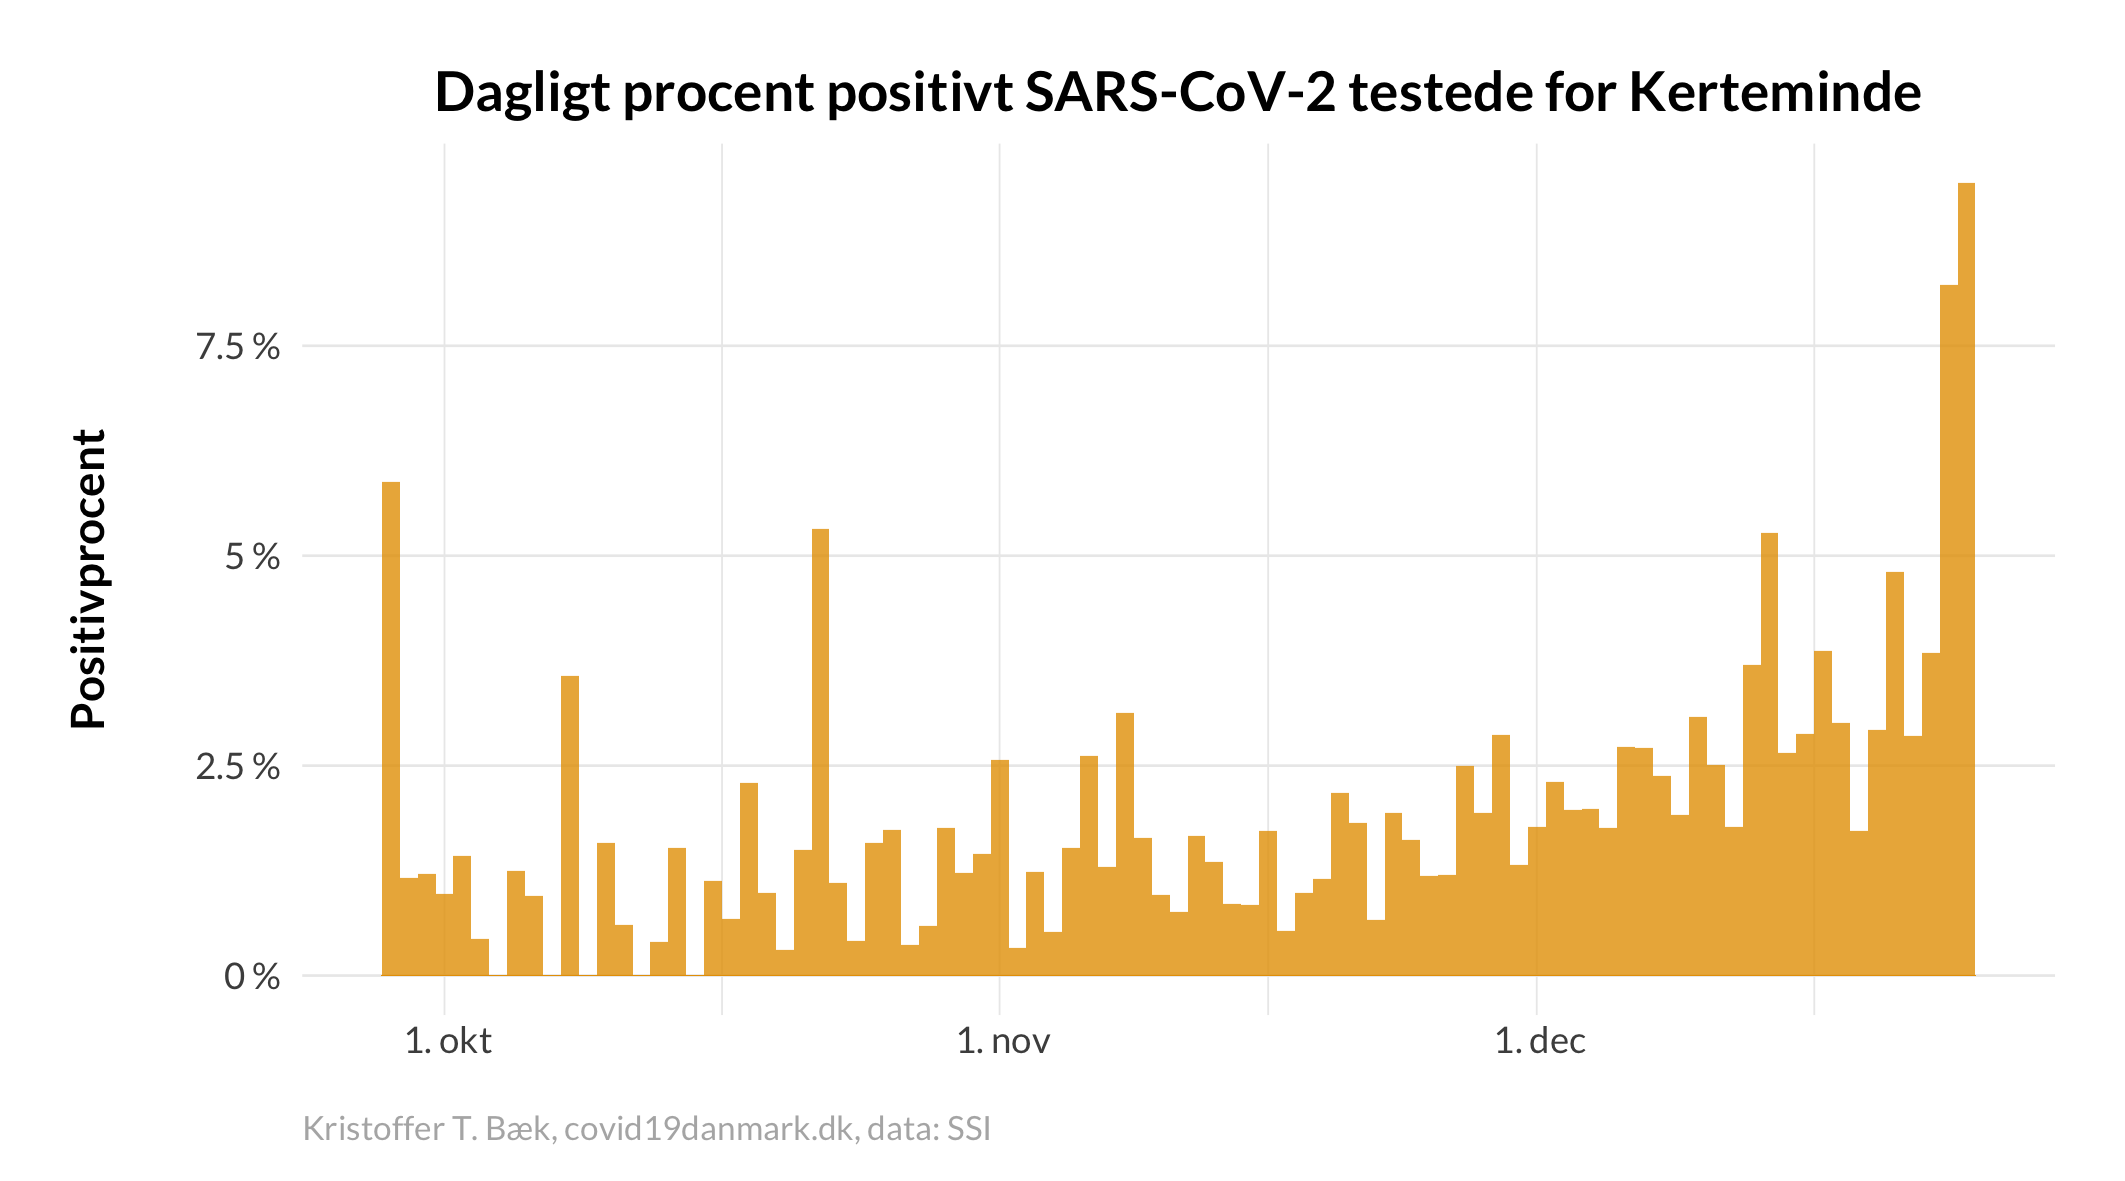 Dagligt procent positivt SARS-CoV-2 testede for Kerteminde
Positivprocent
7.5 %
5 %
2.5 %
0 %
1. okt
1. nov
1. dec
Kristoffer T. Bæk, covid19danmark.dk, data: SSI